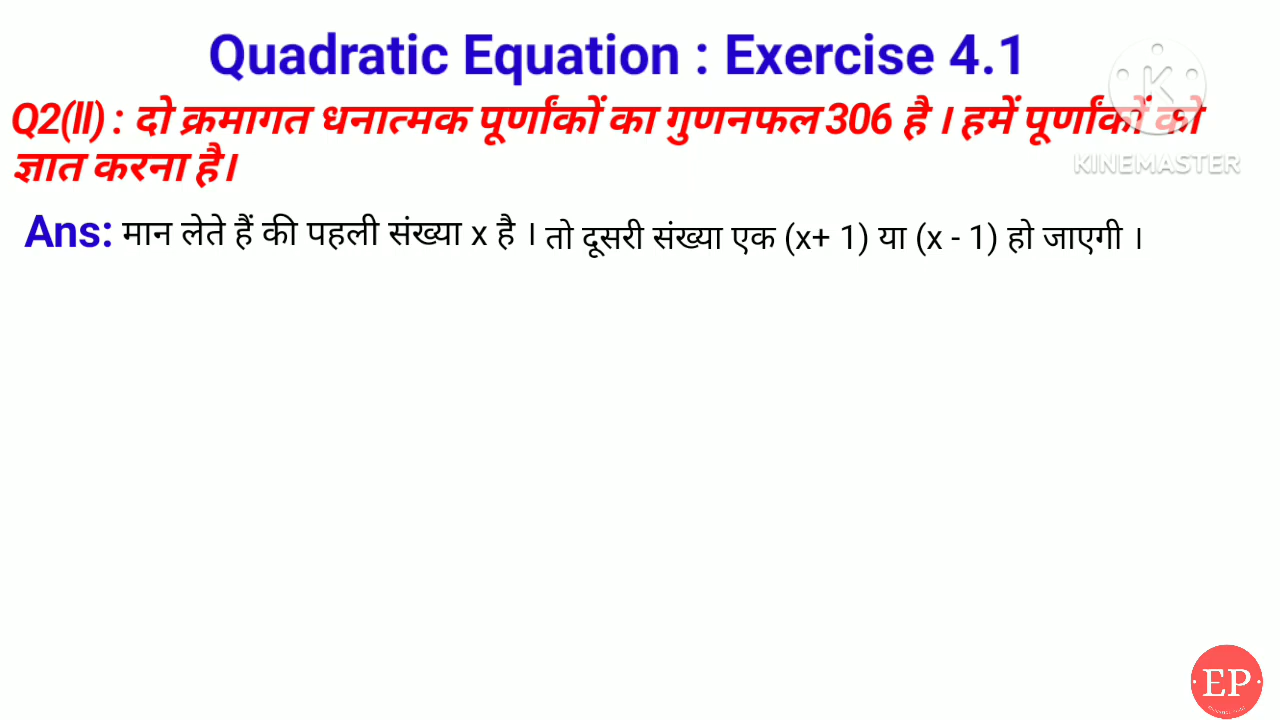 Quadratic Equation : Exercise 4.1
Q2(ll) : दो क्रमागत धनात्मक पूर्णांकों का गुणनफल 306 है । हमें पूर्णांकों को
ज्ञात करना है।
KINEMASTER
Ans: मान लेते हैं की पहली संख्या x है । तो दूसरी संख्या एक (x+ 1) या (x - 1) हो जाएगी ।
EP